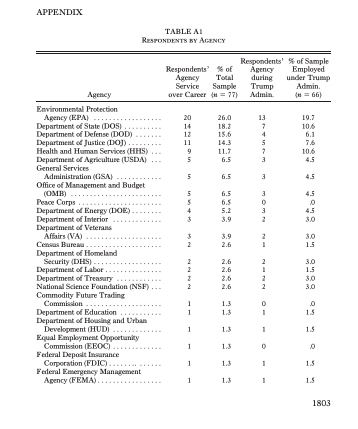 APPENDIX
TABLE A1
RESPONDENTS BY AGENCY
Respondents' % of Respondents' % of Sample
Agency Total Agency Employed
Service Sample during under Trump
Agency over Career (n = 77) Trump Admin.
Admin. (n = 66)
Environmental Protection
Agency (EPA) .................. 20 26.0 13 19.7
Department of State (DOS) .......... 14 18.2 7 10.6
Department of Defense (DOD) ....... 12 15.6 4 6.1
Department of Justice (DOJ) ......... 11 14.3 5 7.6
Health and Human Services (HHS) ... 9 11.7 7 10.6
Department of Agriculture (USDA) ... 5 6.5 3 4.5
General Services
Administration (GSA) ............ 5 6.5 3 4.5
Office of Management and Budget
(OMB) ....................... 5 6.5 3 4.5
Peace Corps ..................... 5 6.5 0 .0
Department of Energy (DOE) ........ 4 5.2 3 4.5
Department of Interior ............ 3 3.9 2 3.0
Department of Veterans
Affairs (VA) ................... 3 3.9 2 3.0
Census Bureau .................... 2 2.6 1 1.5
Department of Homeland
Security (DHS) ................. 2 2.6 2 3.0
Department of Labor .............. 2 2.6 1 1.5
Department of Treasury ............ 2 2.6 2 3.0
National Science Foundation (NSF) ... 2 2.6 2 3.0
Commodity Future Trading
Commission .................... 1 1.3 0 .0
Department of Education ........... 1 1.3 1 1.5
Department of Housing and Urban
Development (HUD) ............. 1 1.3 1 1.5
Equal Employment Opportunity
Commission (EEOC) ............. 1 1.3 0 .0
Federal Deposit Insurance
Corporation (FDIC) .............. 1 1.3 1 1.5
Federal Emergency Management
Agency (FEMA) ................. 1 1.3 1 1.5
1803